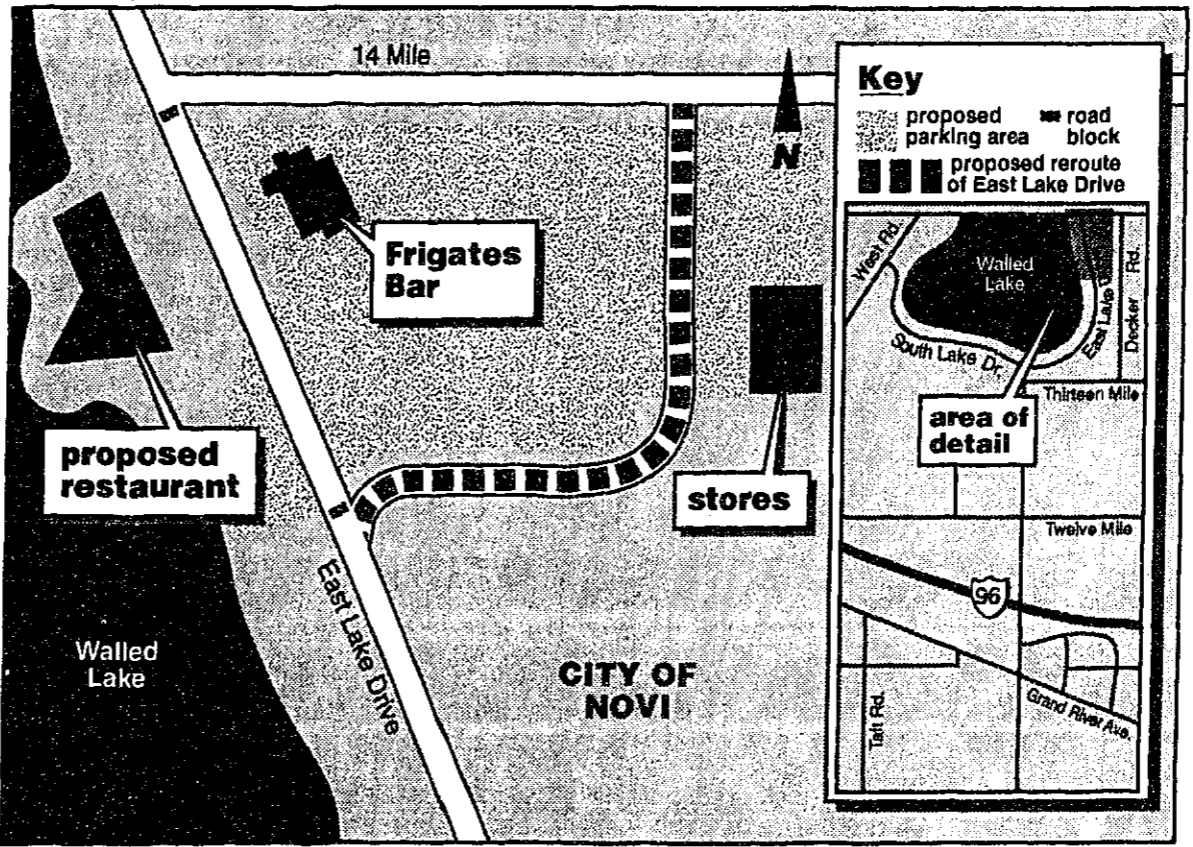 14 Mile
N
Frigates
Bar
proposed
restaurant
stores
East Lake Drive
Walled
Lake
CITY OF
NOVI
Key
proposed
parking area
road
block
proposed reroute
of East Lake Drive
West Rd.
Walled
Lake
East Lake
Decker Rd.
South Lake Dr.
Thirteen Mile
area of
detail
Twelve Mile
96
Taft Rd.
Grand River Ave.